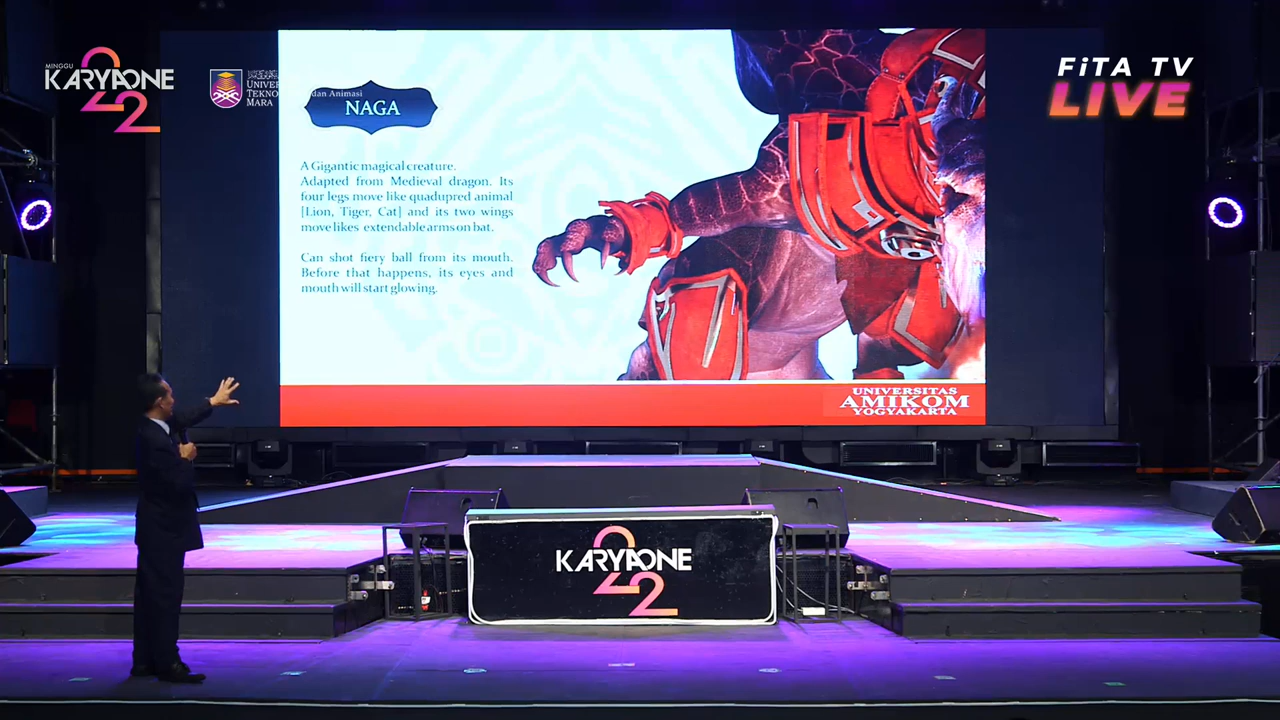 MINGGU
KARYAONE
22
UNIVER
TEKNO
MARA
FiTA TV
LIVE
dan Animasi
NAGA
A Gigantic magical creature.
Adapted from Medieval dragon. Its
four legs move like quadupred animal
[Lion, Tiger, Cat] and its two wings
move likes extendable arms on bat.
Can shot fiery ball from its mouth.
Before that happens, its eyes and
mouth will start glowing.
UNIVERSITAS
AMIKOM
YOGYAKARTA
KARYAONE
22